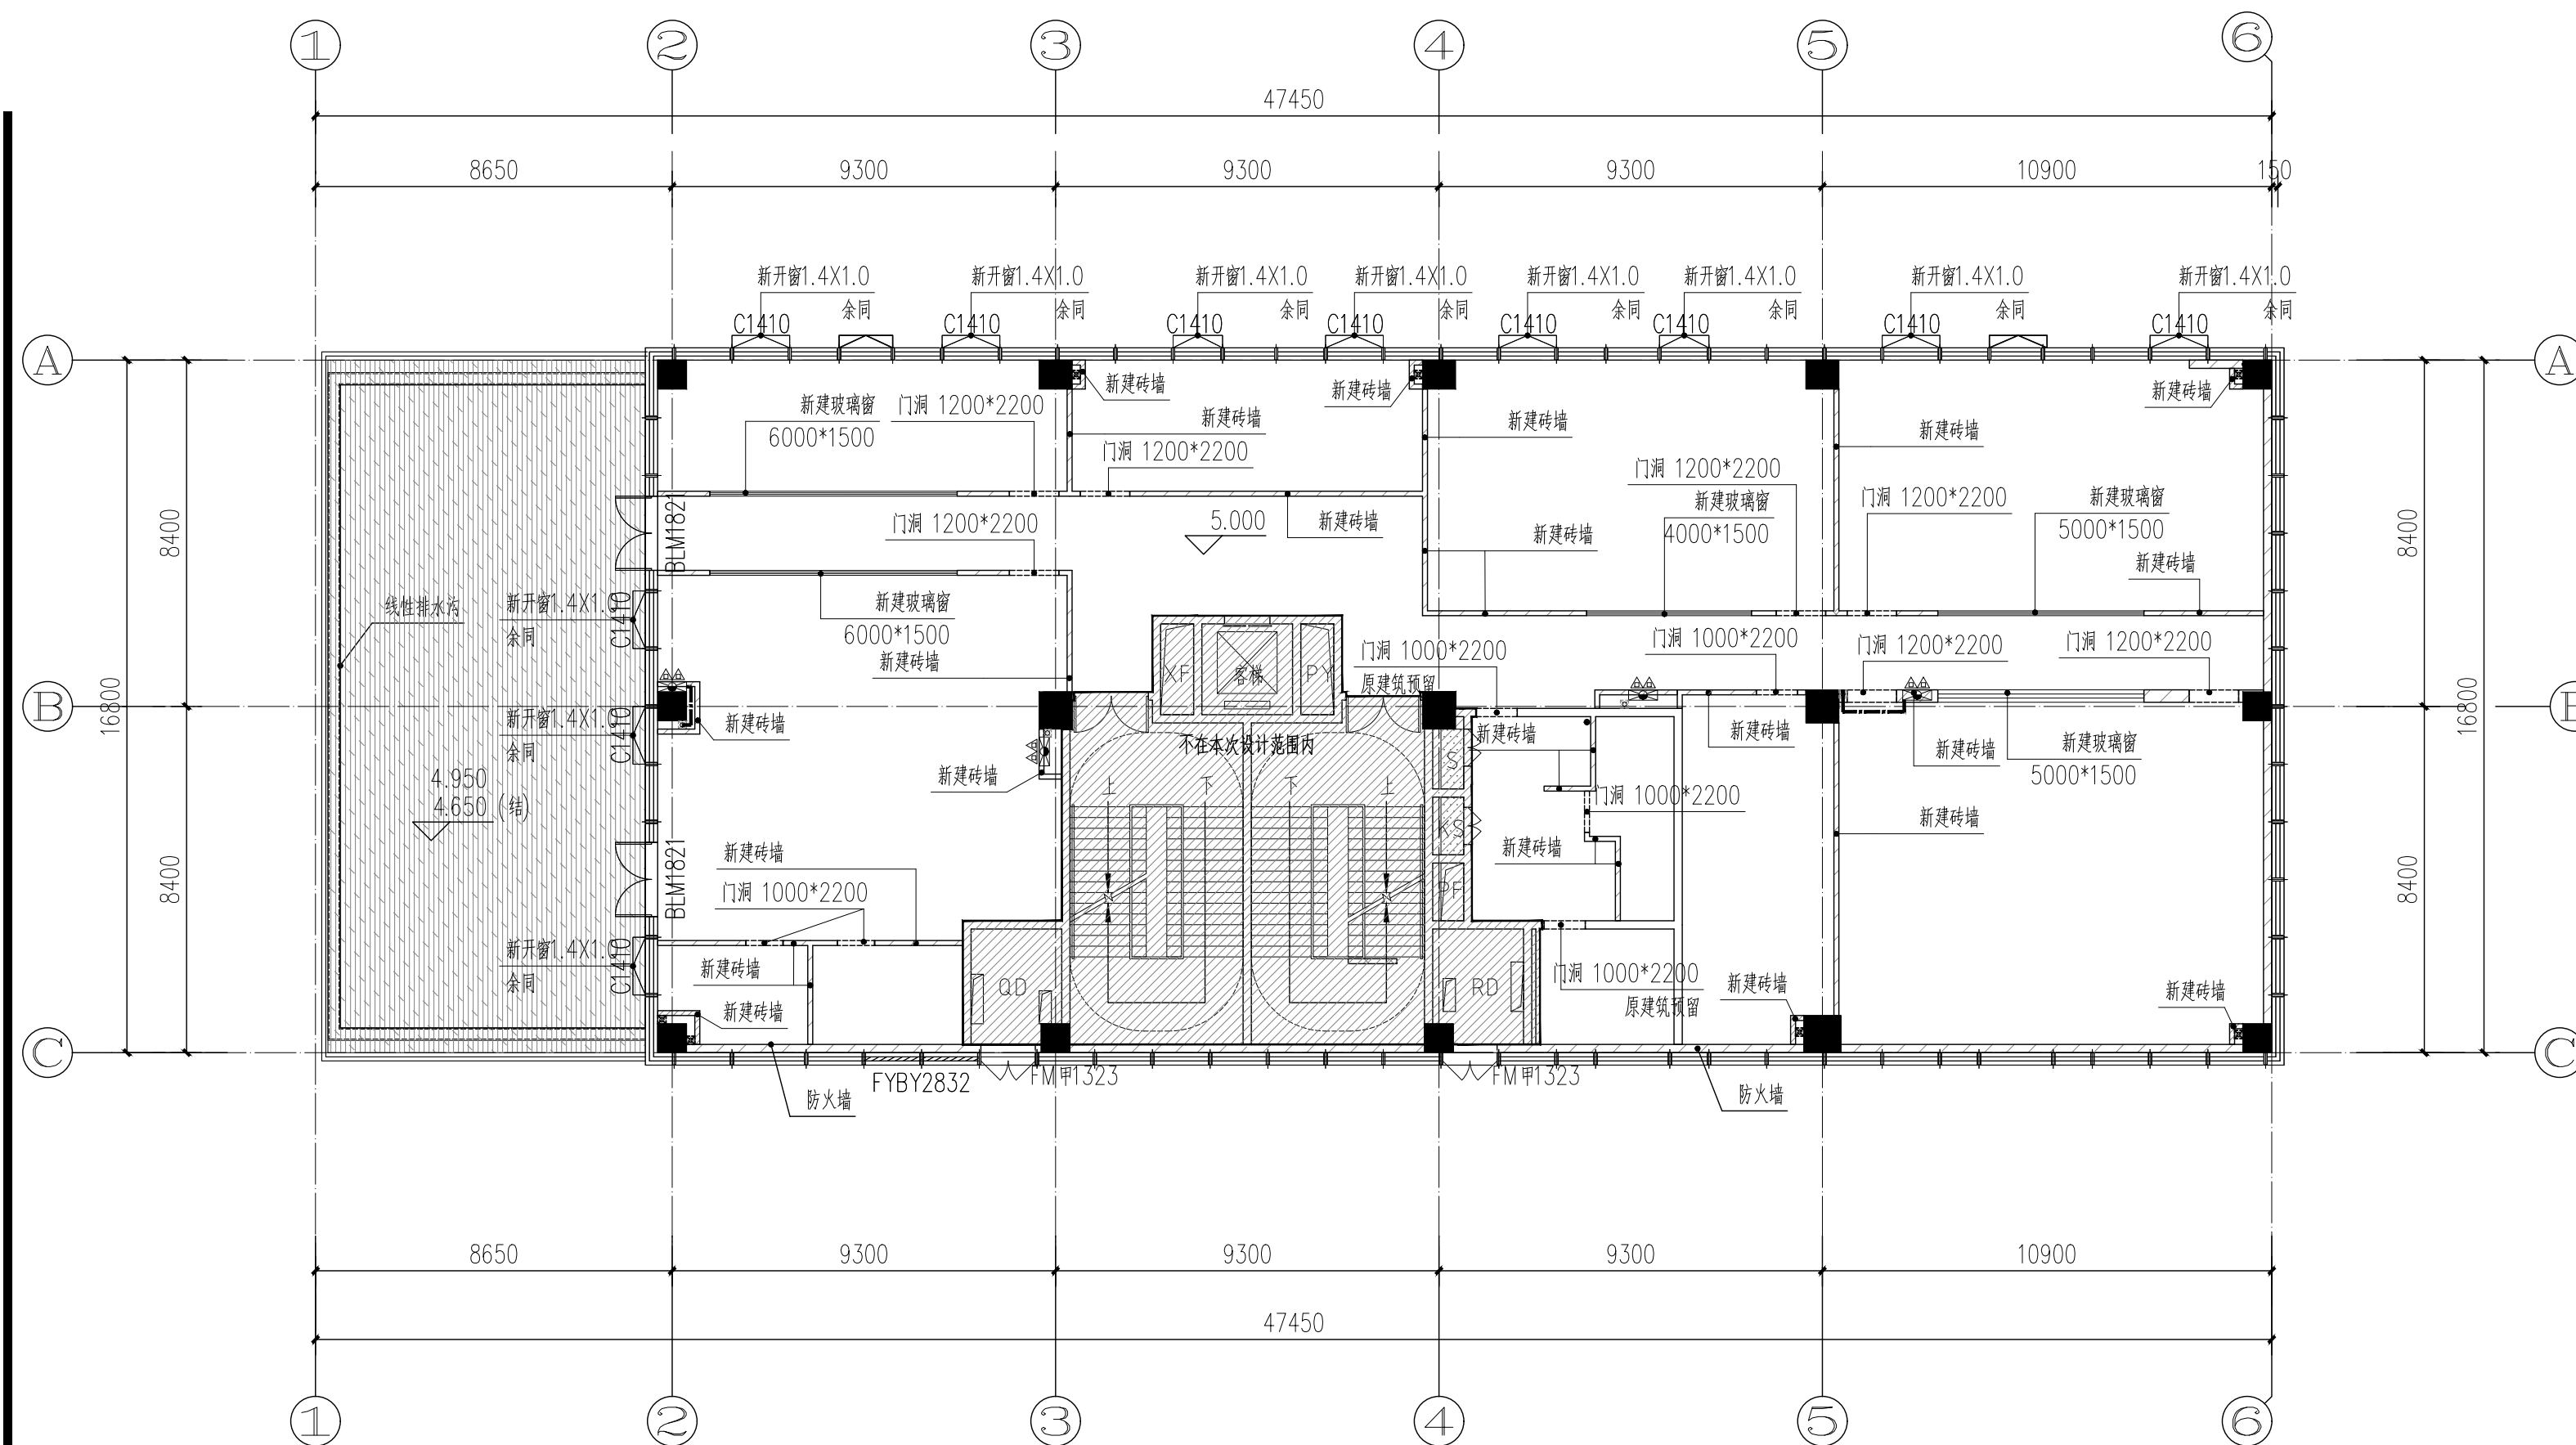 ① ② ③ ④ ⑤ ⑥
47450
8650 9300 9300 9300 10900 150
新开窗1.4X1.0 新开窗1.4X1.0 新开窗1.4X1.0 新开窗1.4X1.0 新开窗1.4X1.0 新开窗1.4X1.0 新开窗1.4X1.0 新开窗1.4X1.0
余同 余同 余同 余同 余同 余同 余同 余同
C1410 C1410 C1410 C1410 C1410 C1410 C1410 C1410
A A
新建砖墙 新建砖墙 新建砖墙
新建玻璃窗 门洞 1200*2200 新建砖墙 新建砖墙 新建砖墙
6000*1500
门洞 1200*2200
门洞 1200*2200
新建玻璃窗 门洞 1200*2200 新建玻璃窗
BLM1821 门洞 1200*2200 5.000 新建砖墙 新建砖墙 4000*1500 5000*1500
8400 8400
新建砖墙
线性排水沟 新开窗1.4X1.0 新建玻璃窗
余同 C1410 6000*1500
门洞 1000*2200 门洞 1000*2200 门洞 1200*2200 门洞 1200*2200
新建砖墙 XF 客梯 PY 原建筑预留
16800 B B 16800
新开窗1.4X1.0 新建砖墙 新建砖墙 新建砖墙 新建玻璃窗
余同 C1410 不在本次设计范围内 新建砖墙
4.950 新建砖墙 S 5000*1500
4.650 (结) 上 下 下 上 门洞 1000*2200
KS 新建砖墙
新建砖墙 新建砖墙
8400 BLM1821 门洞 1000*2200 PF 8400
新开窗1.4X1.0
余同 C1410 新建砖墙 QD RD 门洞 1000*2200 新建砖墙 新建砖墙
新建砖墙 原建筑预留
C C
FYBY2832 FM甲1323 FM甲1323
防火墙 防火墙
8650 9300 9300 9300 10900
47450
① ② ③ ④ ⑤ ⑥